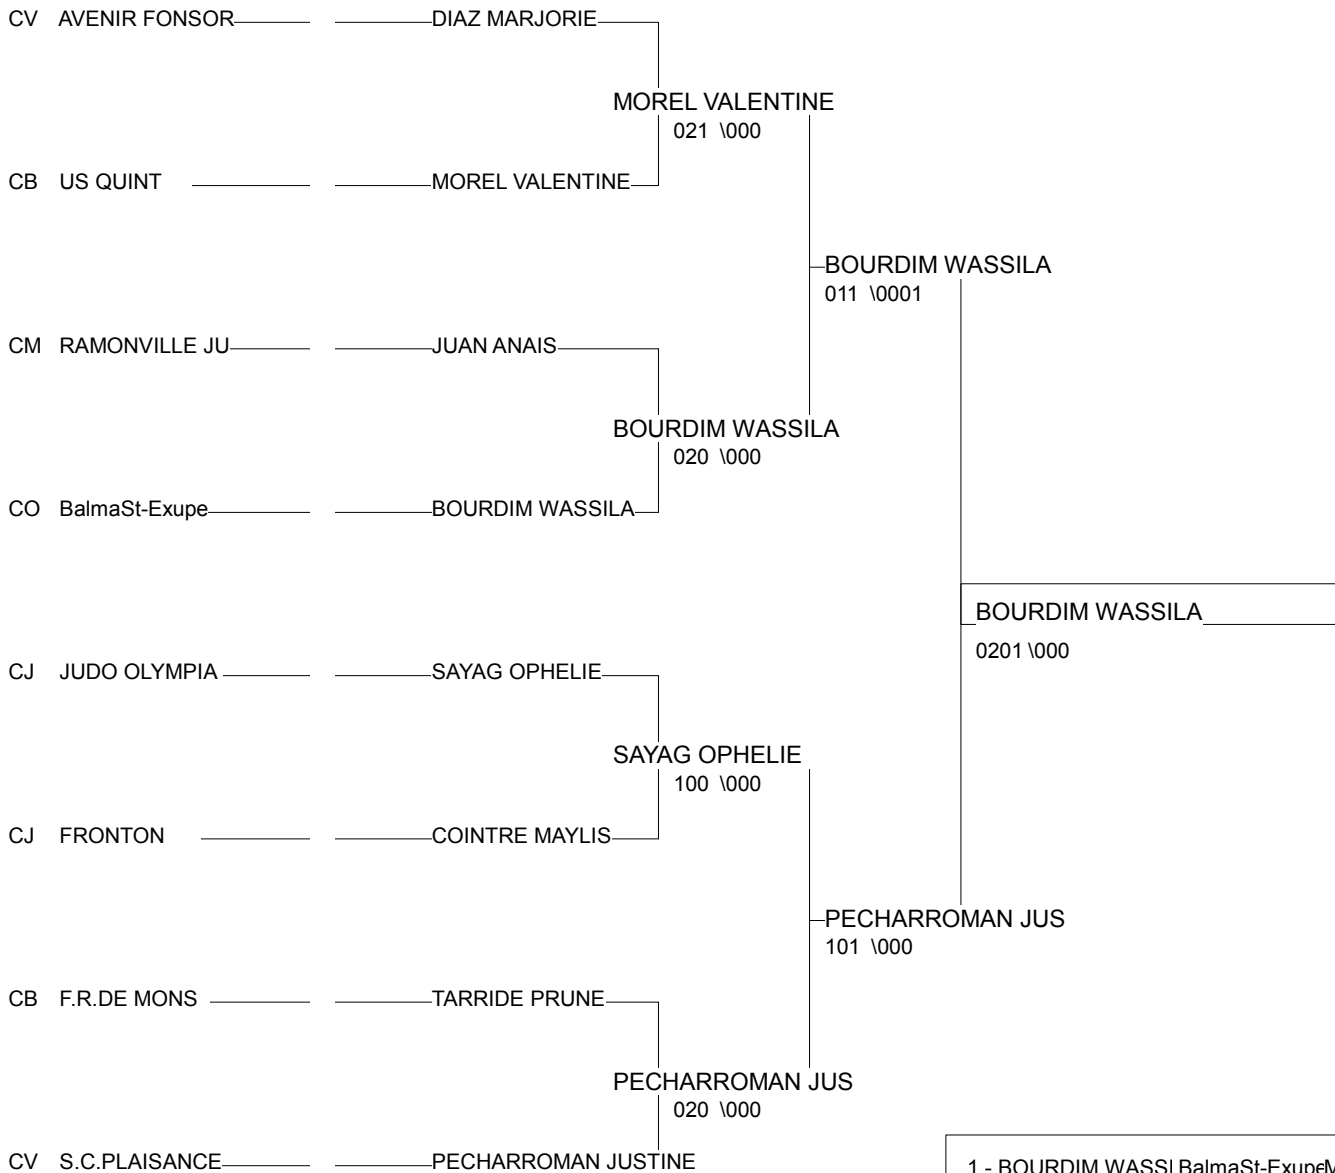 CV AVENIR FONSOR DIAZ MARJORIE
MOREL VALENTINE
021 \000
CB US QUINT MOREL VALENTINE
BOURDIM WASSILA
011 \0001
CM RAMONVILLE JU JUAN ANAIS
BOURDIM WASSILA
020 \000
CO BalmaSt-Exupe BOURDIM WASSILA
BOURDIM WASSILA
0201 \000
CJ JUDO OLYMPIA SAYAG OPHELIE
SAYAG OPHELIE
100 \000
CJ FRONTON COINTRE MAYLIS
PECHARROMAN JUS
101 \000
CB F.R.DE MONS TARRIDE PRUNE
PECHARROMAN JUS
020 \000
CV S.C.PLAISANCE PECHARROMAN JUSTINE
1 - BOURDIM WASSI BalmaSt-Exupe